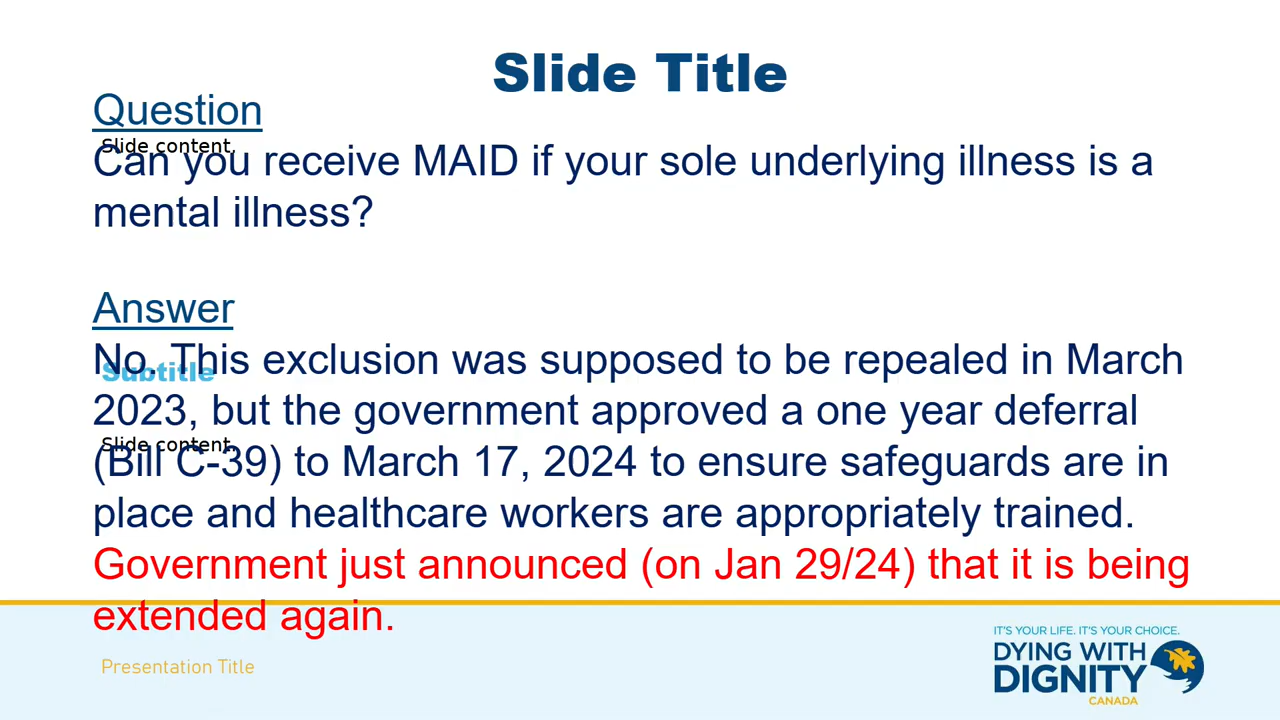 Slide Title
Question
Slide content.
Can you receive MAID if your sole underlying illness is a
mental illness?
Answer
No. This exclusion was supposed to be repealed in March
Subtitle
2023, but the government approved a one year deferral
Slide content.
(Bill C-39) to March 17, 2024 to ensure safeguards are in
place and healthcare workers are appropriately trained.
Government just announced (on Jan 29/24) that it is being
extended again.
Presentation Title
IT'S YOUR LIFE. IT'S YOUR CHOICE.
DYING WITH
DIGNITY
CANADA